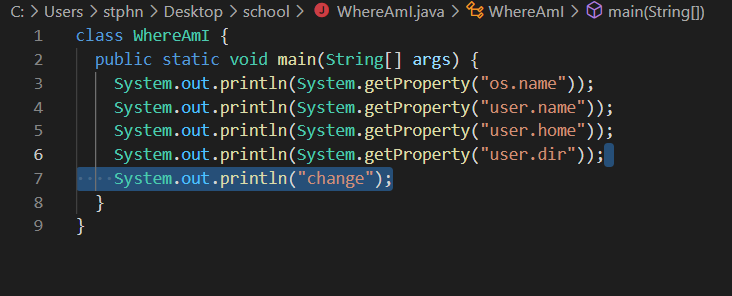 C: > Users > stphn > Desktop > school > WhereAmI.java > WhereAmI > main(String[])
1 class WhereAmI {
2   public static void main(String[] args) {
3     System.out.println(System.getProperty("os.name"));
4     System.out.println(System.getProperty("user.name"));
5     System.out.println(System.getProperty("user.home"));
6     System.out.println(System.getProperty("user.dir"));
7     System.out.println("change");
8   }
9 }